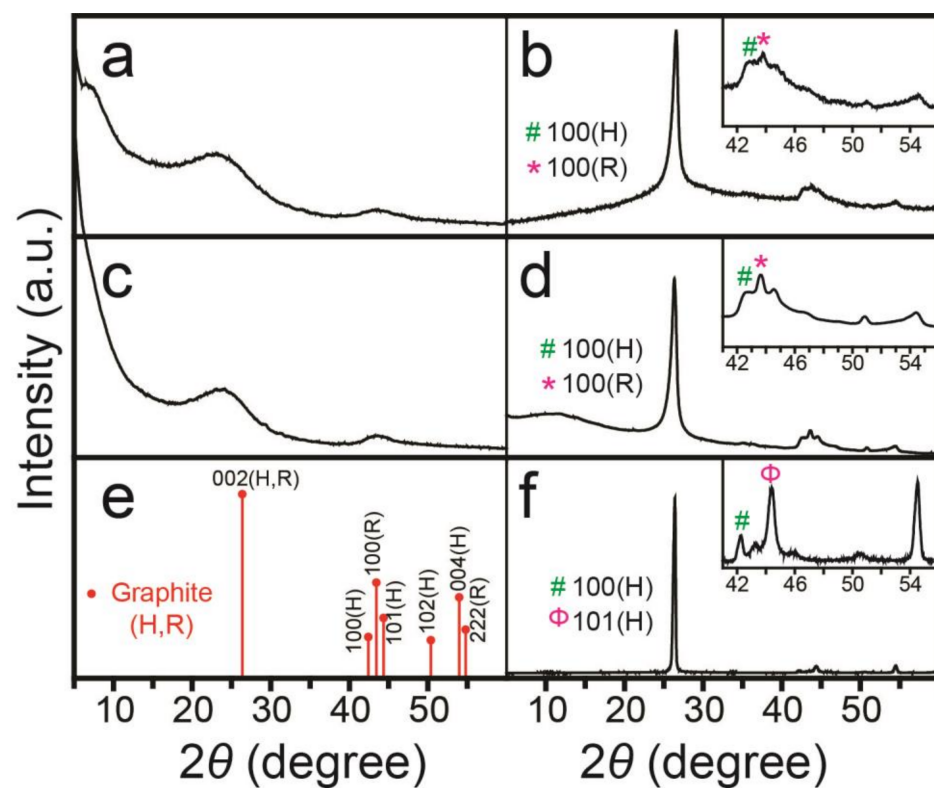 Intensity (a.u.)
a
b
# 100(H)
* 100(R)
# *
42 46 50 54
c
d
# 100(H)
* 100(R)
# *
42 46 50 54
e
Graphite
(H,R)
002(H,R)
100(H)
100(R)
101(H)
102(H)
004(H)
222(R)
f
# 100(H)
Φ 101(H)
# Φ
42 46 50 54
10 20 30 40 50
10 20 30 40 50
2θ (degree)
2θ (degree)